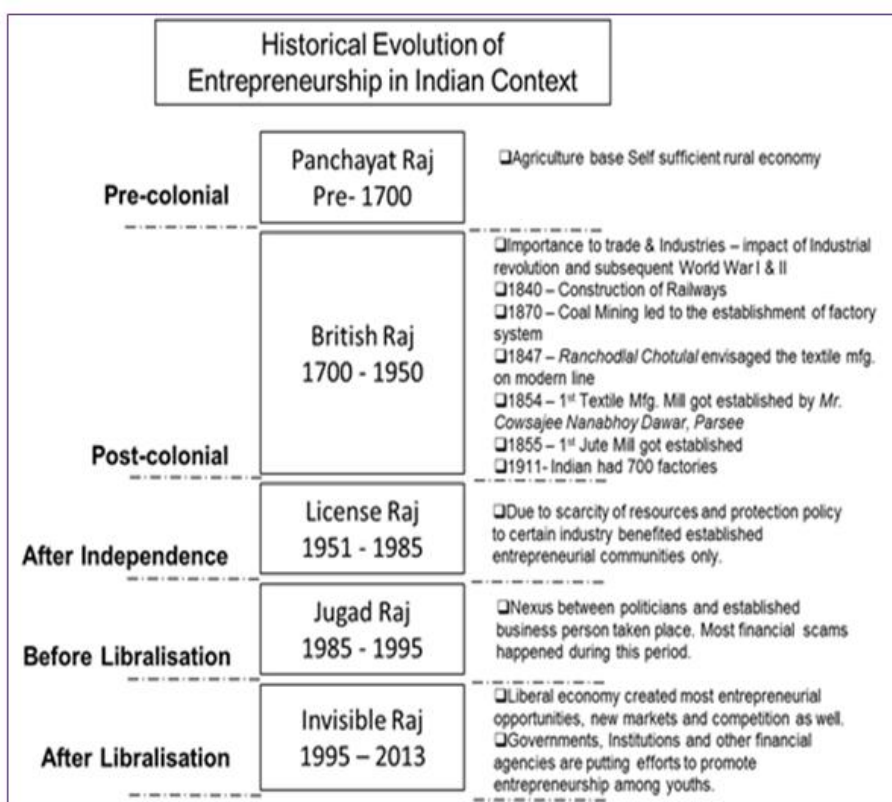 Historical Evolution of
Entrepreneurship in Indian Context
Pre-colonial
Panchayat Raj
Pre- 1700
❑Agriculture base Self sufficient rural economy
Post-colonial
British Raj
1700 - 1950
❑Importance to trade & Industries – impact of Industrial
revolution and subsequent World War I & II
❑1840 – Construction of Railways
❑1870 – Coal Mining led to the establishment of factory
system
❑1847 – Ranchodlal Chotulal envisaged the textile mfg.
on modern line
❑1854 – 1st Textile Mfg. Mill got established by Mr.
Cowsajee Nanabhoy Dawar, Parsee
❑1855 – 1st Jute Mill got established
❑1911- Indian had 700 factories
After Independence
License Raj
1951 - 1985
❑Due to scarcity of resources and protection policy
to certain industry benefited established
entrepreneurial communities only.
Before Libralisation
Jugad Raj
1985 - 1995
❑Nexus between politicians and established
business person taken place. Most financial scams
happened during this period.
After Libralisation
Invisible Raj
1995 – 2013
❑Liberal economy created most entrepreneurial
opportunities, new markets and competition as well.
❑Governments, Institutions and other financial
agencies are putting efforts to promote
entrepreneurship among youths.